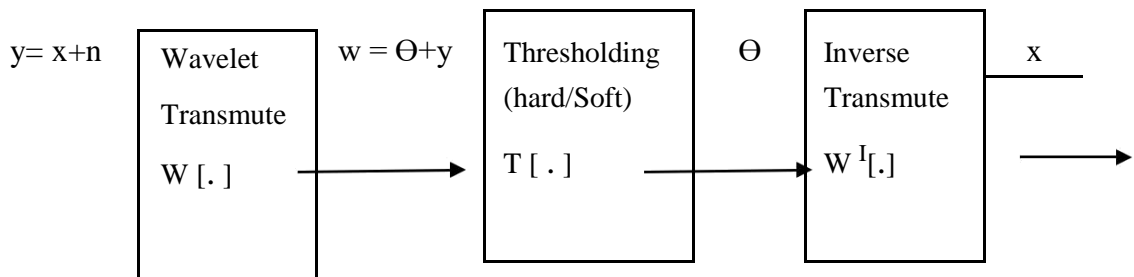 y= x+n
Wavelet
Transmute
W [. ]
w = Ө+y
Thresholding
(hard/Soft)
T [ . ]
Ө
Inverse
Transmute
W I[.]
x